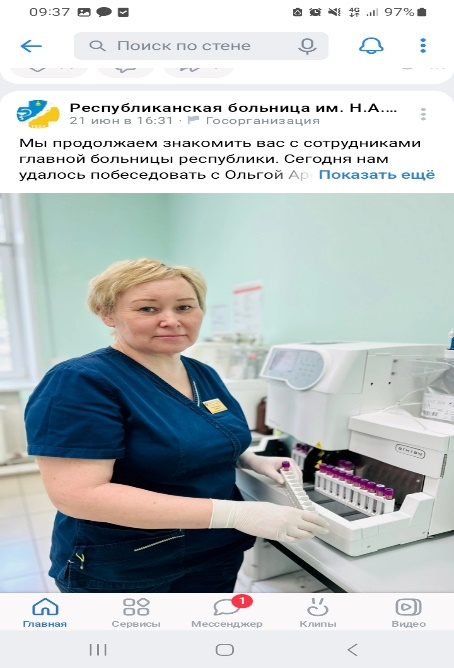 09:37
4G
97%
Поиск по стене
Республиканская больница им. Н.А....
21 июн в 16:31 · Госорганизация
Мы продолжаем знакомить вас с сотрудниками
главной больницы республики. Сегодня нам
удалось побеседовать с Ольгой Ар Показать ещё
Главная
Сервисы
1
Мессенджер
Клипы
Видео